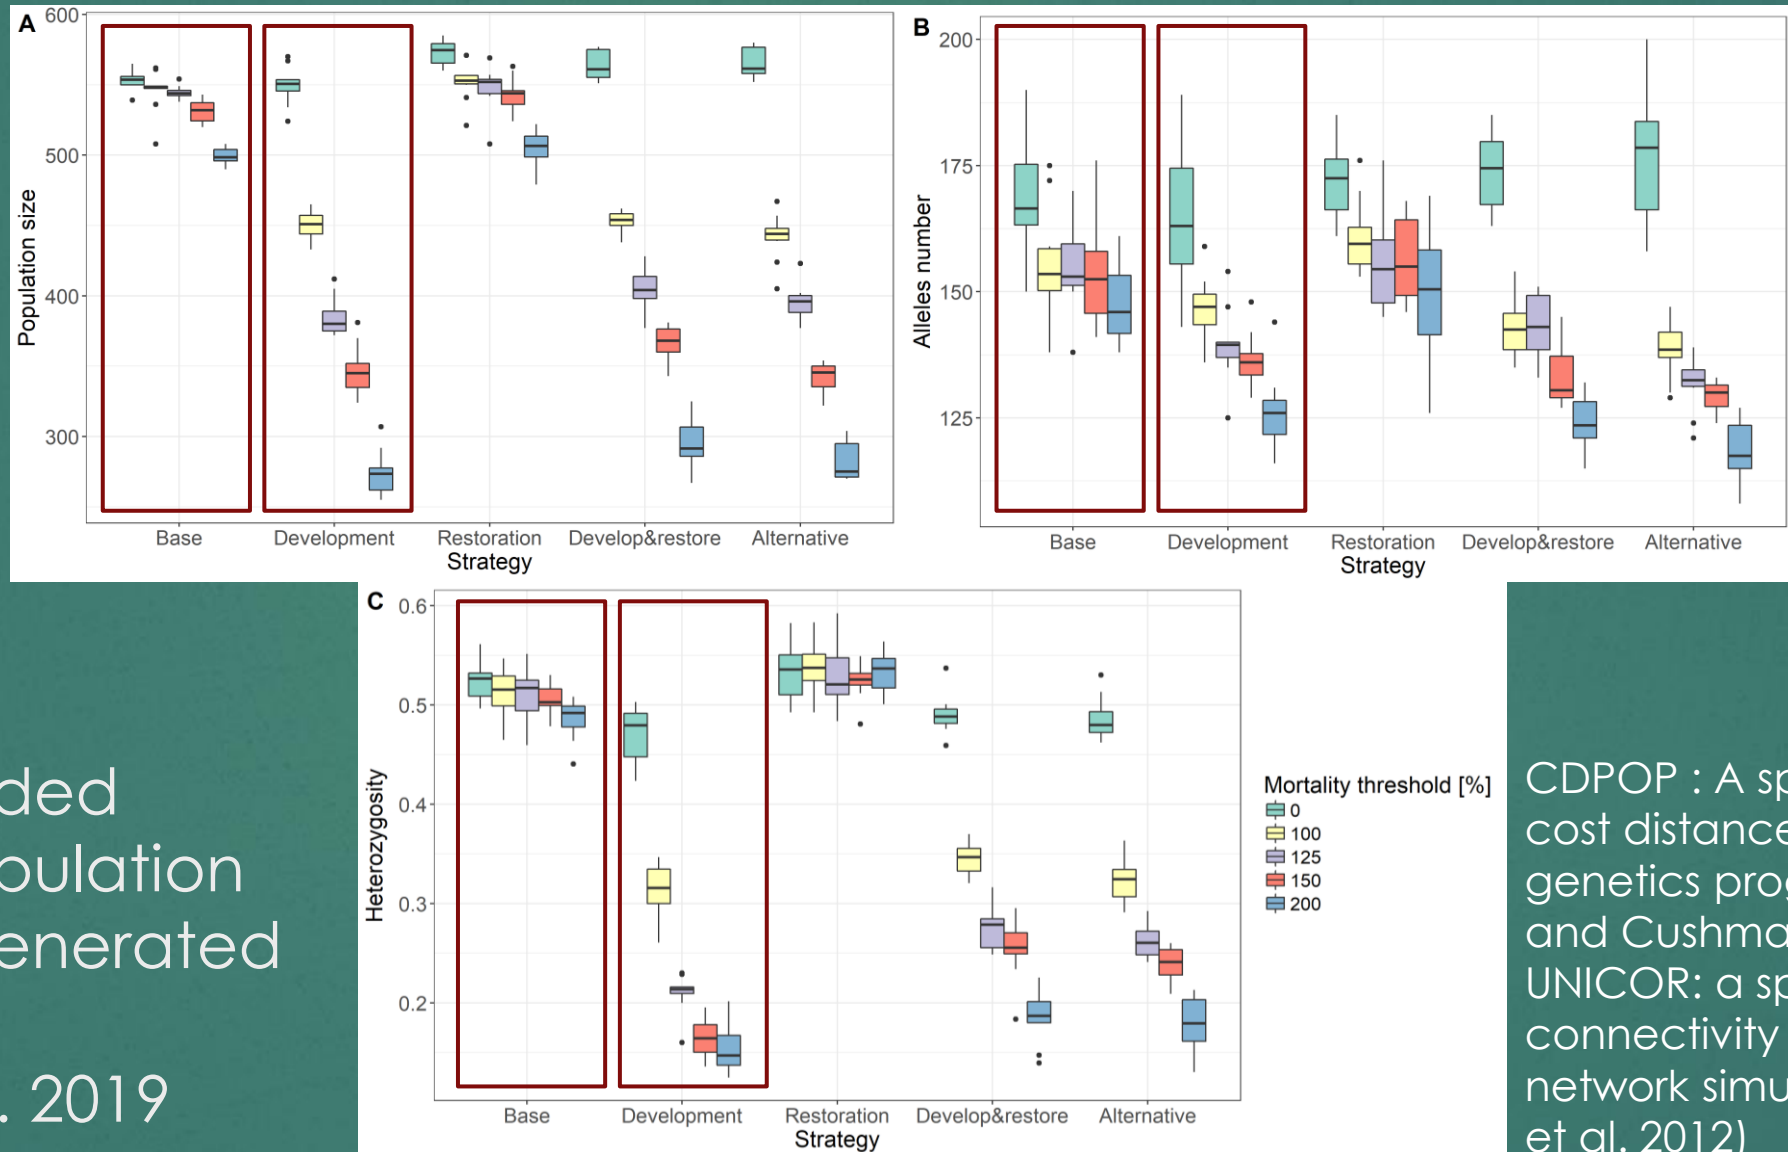 A
600
500
400
300
Population size
Base Development Restoration Develop&restore Alternative
Strategy
B
200
175
150
125
Alleles number
Base Development Restoration Develop&restore Alternative
Strategy
C
0.6
0.5
0.4
0.3
0.2
Heterozygosity
Base Development Restoration Develop&restore Alternative
Strategy
Mortality threshold [%]
0
100
125
150
200
ded
enerated
. 2019
CDPOP : A sp
cost distance
genetics prog
and Cushma
UNICOR: a sp
connectivity
network simu
et al. 2012)